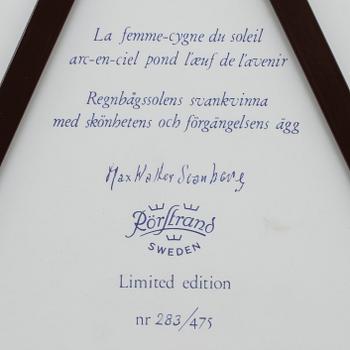 La femme-cygne du soleil
arc-en-ciel pond l'œuf de l'avenir
Regnbågssolens svankvinna
med skönhetens och förgängelsens ägg
Max Walter Svanberg
Rörstrand
SWEDEN
Limited edition
nr 283/475